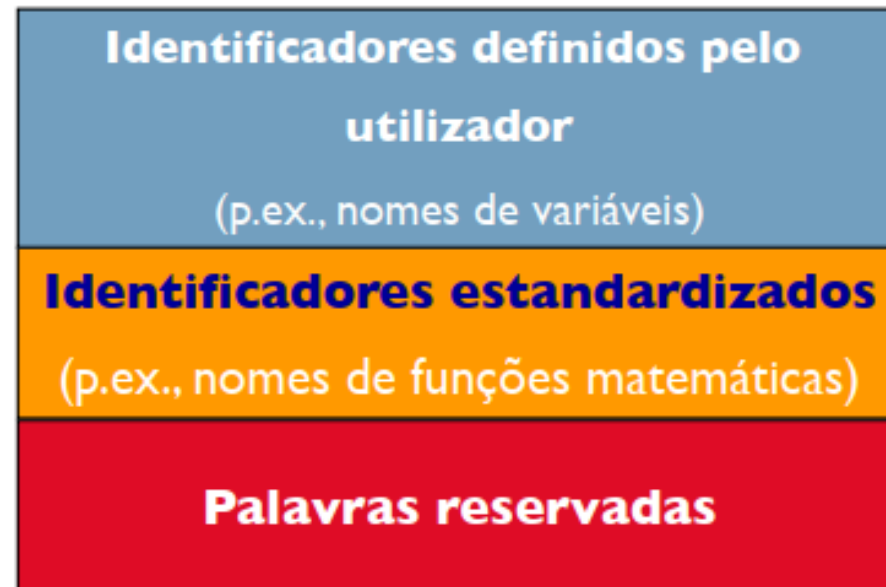 Identificadores definidos pelo
utilizador
(p.ex., nomes de variáveis)
Identificadores estandardizados
(p.ex., nomes de funções matemáticas)
Palavras reservadas